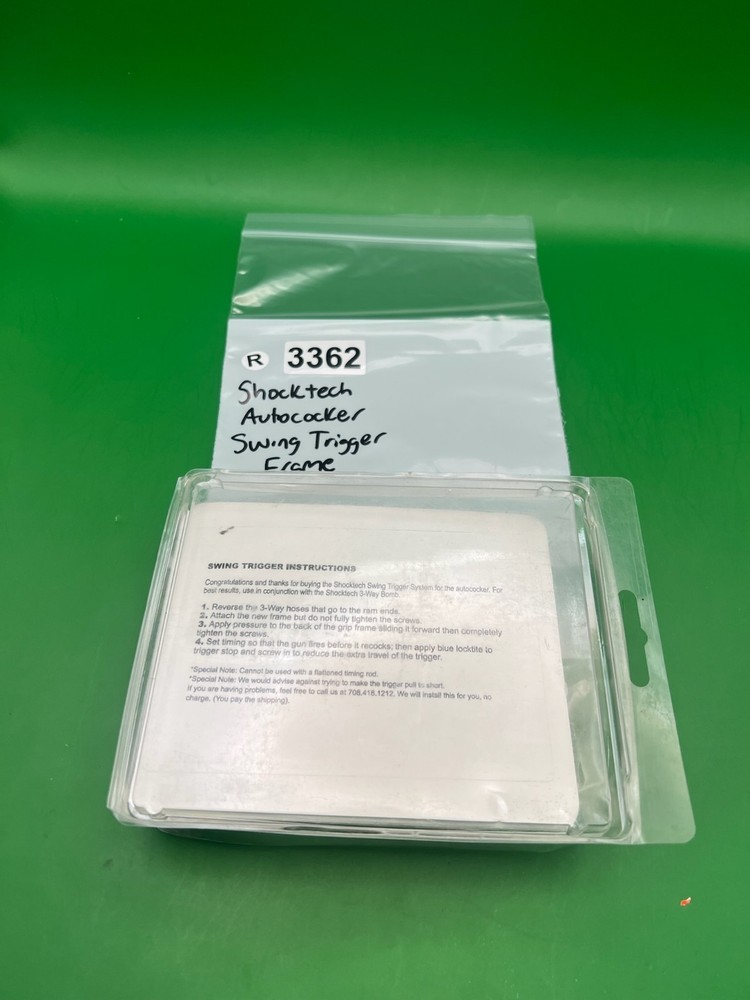 R 3362
Shocktech
Autococker
Swing Trigger
Frame
SWING TRIGGER INSTRUCTIONS
Congratulations and thanks for buying the Shocktech Swing Trigger System for the autococker. For
best results, use in conjunction with the Shocktech 3-Way Bomb.
1. Reverse the 3-Way hoses that go to the ram ends.
2. Attach the new frame but do not fully tighten the screws.
3. Apply pressure to the back of the grip frame sliding it forward then completely
tighten the screws.
4. Set timing so that the gun fires before it recocks; then apply blue locktite to
trigger stop and screw in to reduce the extra travel of the trigger.
*Special Note: Cannot be used with a flattened timing rod.
*Special Note: We would advise against trying to make the trigger pull to short.
If you are having problems, feel free to call us at 708.418.1212. We will install this for you, no
charge. (You pay the shipping).